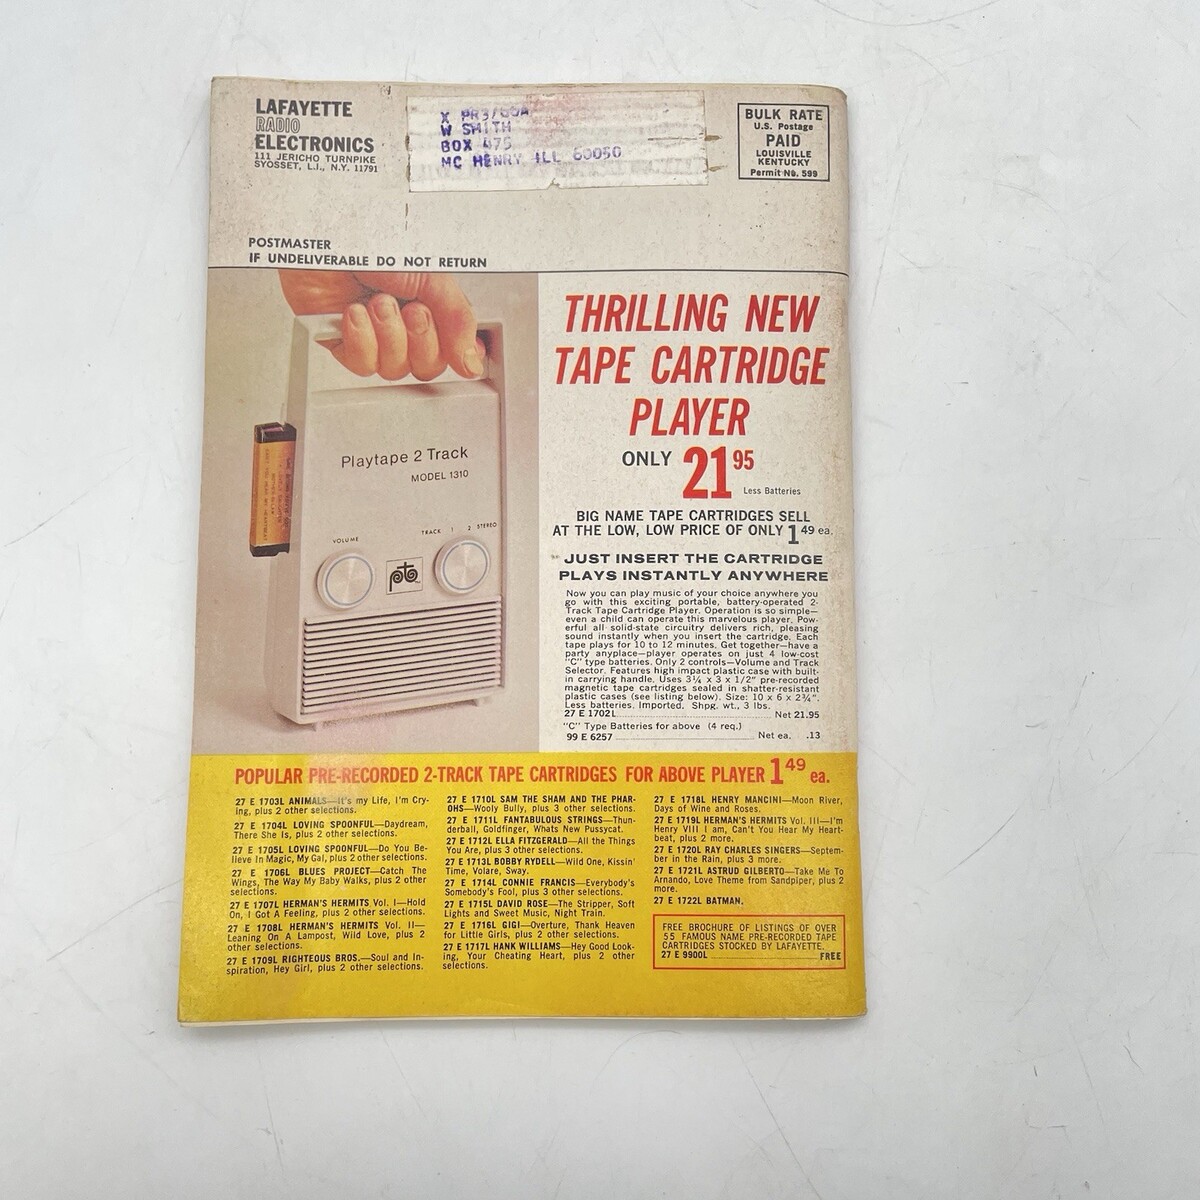 LAFAYETTE
RADIO
ELECTRONICS
111 JERICHO TURNPIKE
SYOSSET, L.I., N.Y. 11791
X PR3/
W SMITH
BOX 475
MC HENRY ILL 60050
BULK RATE
U.S. Postage
PAID
LOUISVILLE
KENTUCKY
Permit No. 599
POSTMASTER
IF UNDELIVERABLE DO NOT RETURN
Playtape 2 Track
MODEL 1310
VOLUME
TRACK 1 2 STEREO
pta
THRILLING NEW
TAPE CARTRIDGE
PLAYER
ONLY 21 95
Less Batteries
BIG NAME TAPE CARTRIDGES SELL
AT THE LOW, LOW PRICE OF ONLY 1 49 ea.
JUST INSERT THE CARTRIDGE
PLAYS INSTANTLY ANYWHERE
Now you can play music of your choice anywhere you
go with this exciting portable, battery-operated 2-
Track Tape Cartridge Player. Operation is so simple—
even a child can operate this marvelous player. Pow-
erful all solid-state circuitry delivers rich, pleasing
sound instantly when you insert the cartridge. Each
tape plays for 10 to 12 minutes. Get together—have a
party anyplace—player operates on just 4 low-cost
"C" type batteries. Only 2 controls—Volume and Track
Selector. Features high impact plastic case with built-
in carrying handle. Uses 3¼ x 3 x 1/2" pre-recorded
magnetic tape cartridges sealed in shatter-resistant
plastic cases (see listing below). Size: 10 x 6 x 2¾".
Less batteries. Imported. Shpg. wt., 3 lbs.
27 E 1702L Net 21.95
"C" Type Batteries for above (4 req.)
99 E 6257 Net ea. .13
POPULAR PRE-RECORDED 2-TRACK TAPE CARTRIDGES FOR ABOVE PLAYER 1 49 ea.
27 E 1703L ANIMALS—It's my Life, I'm Cry-
ing, plus 2 other selections.
27 E 1704L LOVING SPOONFUL—Daydream,
There She Is, plus 2 other selections.
27 E 1705L LOVING SPOONFUL—Do You Be-
lieve In Magic, My Gal, plus 2 other selections.
27 E 1706L BLUES PROJECT—Catch The
Wings, The Way My Baby Walks, plus 2 other
selections.
27 E 1707L HERMAN'S HERMITS Vol. I—Hold
On, I Got A Feeling, plus 2 other selections.
27 E 1708L HERMAN'S HERMITS Vol. II—
Leaning On A Lampost, Wild Love, plus 2
other selections.
27 E 1709L RIGHTEOUS BROS.—Soul and In-
spiration, Hey Girl, plus 2 other selections.
27 E 1710L SAM THE SHAM AND THE PHAR-
OHS—Wooly Bully, plus 3 other selections.
27 E 1711L FANTABULOUS STRINGS—Thun-
derball, Goldfinger, Whats New Pussycat.
27 E 1712L ELLA FITZGERALD—All the Things
You Are, plus 3 other selections.
27 E 1713L BOBBY RYDELL—Wild One, Kissin'
Time, Volare, Sway.
27 E 1714L CONNIE FRANCIS—Everybody's
Somebody's Fool, plus 3 other selections.
27 E 1715L DAVID ROSE—The Stripper, Soft
Lights and Sweet Music, Night Train.
27 E 1716L GIGI—Overture, Thank Heaven
for Little Girls, plus 2 other selections.
27 E 1717L HANK WILLIAMS—Hey Good Look-
ing, Your Cheating Heart, plus 2 other
selections.
27 E 1718L HENRY MANCINI—Moon River,
Days of Wine and Roses.
27 E 1719L HERMAN'S HERMITS Vol. III—I'm
Henry VIII I am, Can't You Hear My Heart-
beat, plus 2 more.
27 E 1720L RAY CHARLES SINGERS—Septem-
ber in the Rain, plus 3 more.
27 E 1721L ASTRUD GILBERTO—Take Me To
Arnando, Love Theme from Sandpiper, plus 2
more.
27 E 1722L BATMAN.
FREE BROCHURE OF LISTINGS OF OVER
55 FAMOUS NAME PRE-RECORDED TAPE
CARTRIDGES STOCKED BY LAFAYETTE.
27 E 9900L FREE